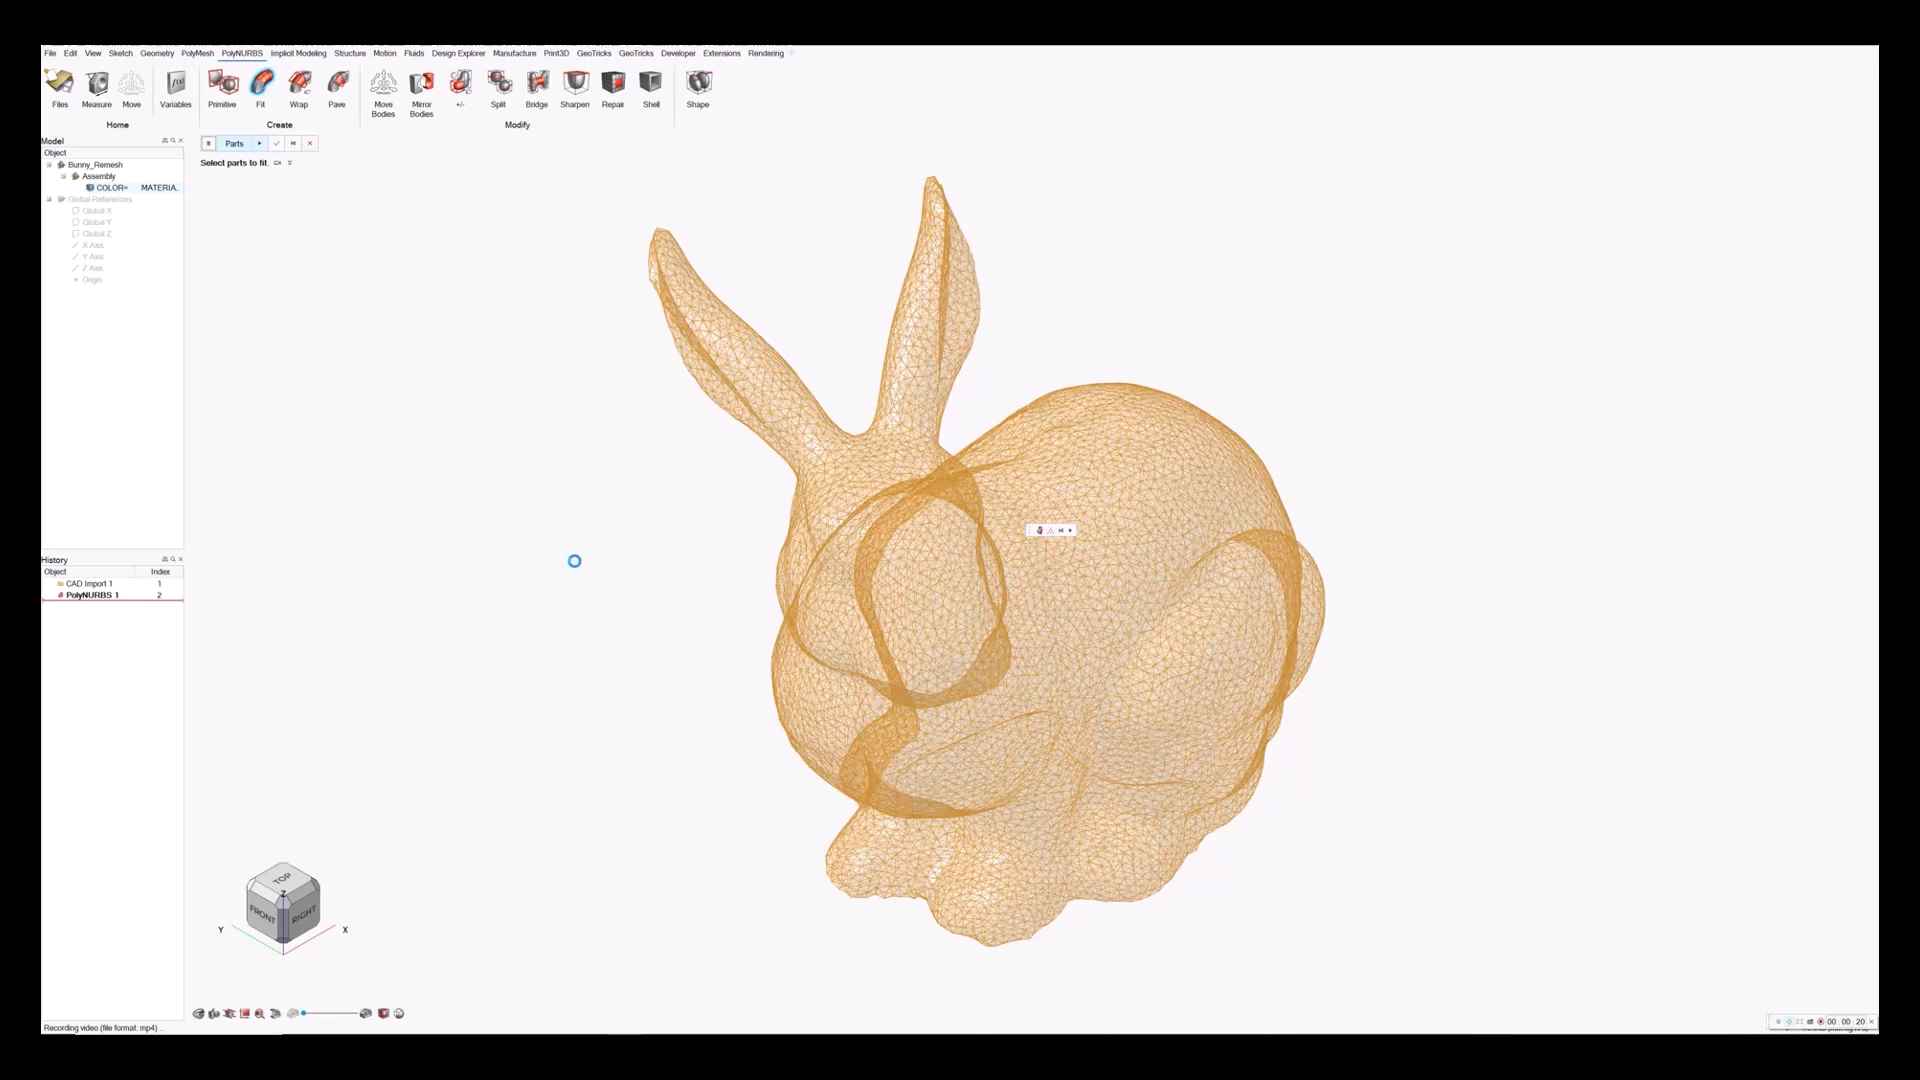 File Edit View Sketch Geometry PolyMesh PolyNURBS Implicit Modeling Structure Motion Fluids Design Explorer Manufacture Print3D GeoTricks GeoTricks Developer Extensions Rendering
Files Measure Move Variables Primitive Fit Wrap Pave Move Bodies Mirror Bodies +/- Split Bridge Sharpen Repair Shell Shape
Home Create Modify
Model
Parts
Object
Select parts to fit.
Bunny_Remesh
Assembly
COLOR= MATERIA..
Global References
Global X
Global Y
Global Z
X Axis
Y Axis
Z Axis
Origin
History
Object Index
CAD Import 1 1
PolyNURBS 1 2
TOP
Z
FRONT RIGHT
Y X
Recording video (file format: mp4) ...
00 : 00 : 20